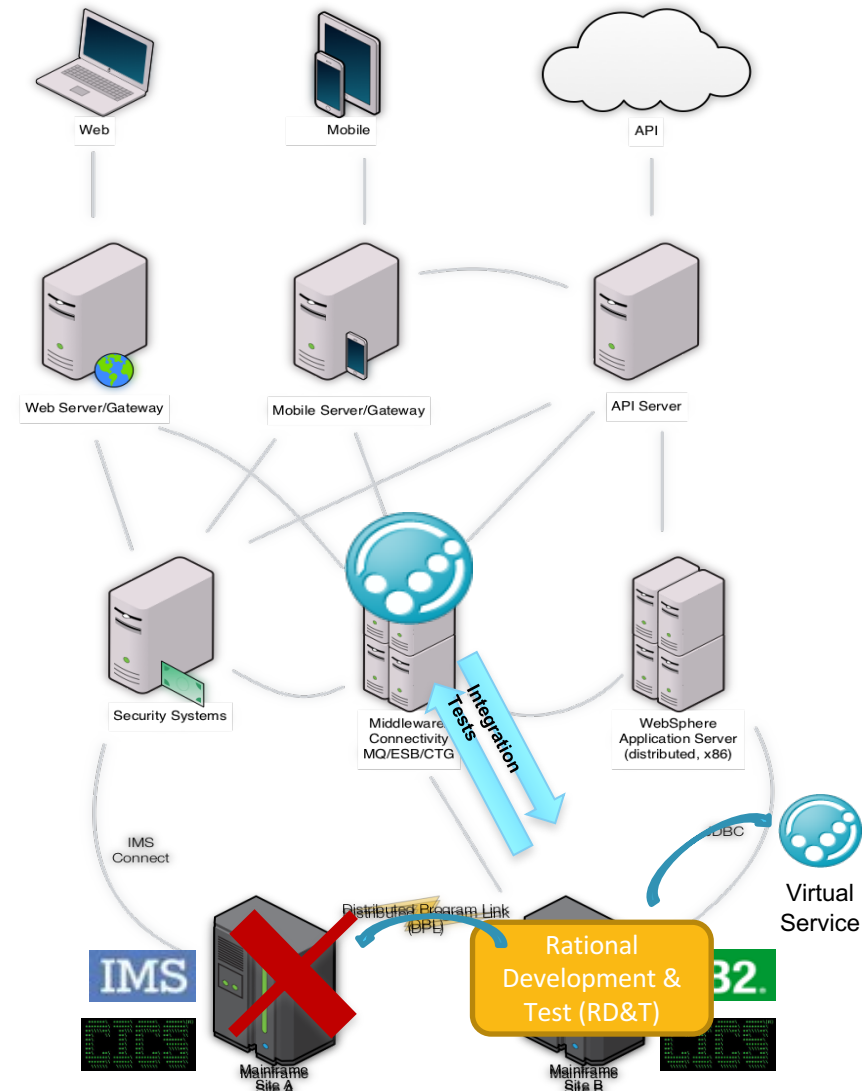 Web
Mobile
API
Web Server/Gateway
Mobile Server/Gateway
API Server
Integration
Tests
Security Systems
Middleware
Connectivity
MQ/ESB/CTG
WebSphere
Application Server
(distributed, x86)
IMS
Connect
Virtual
Service
Distributed Program Link
(DPL)
Rational
Development &
Test (RD&T)
IMS
CICS
CICS
Mainframe
Site A
Mainframe
Site B